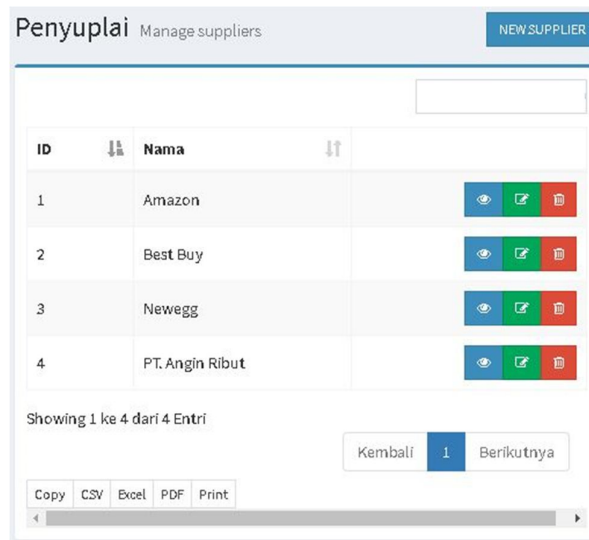 Penyuplai Manage suppliers NEW SUPPLIER
ID Nama
1 Amazon
2 Best Buy
3 Newegg
4 PT. Angin Ribut
Showing 1 ke 4 dari 4 Entri
Kembali 1 Berikutnya
Copy CSV Excel PDF Print